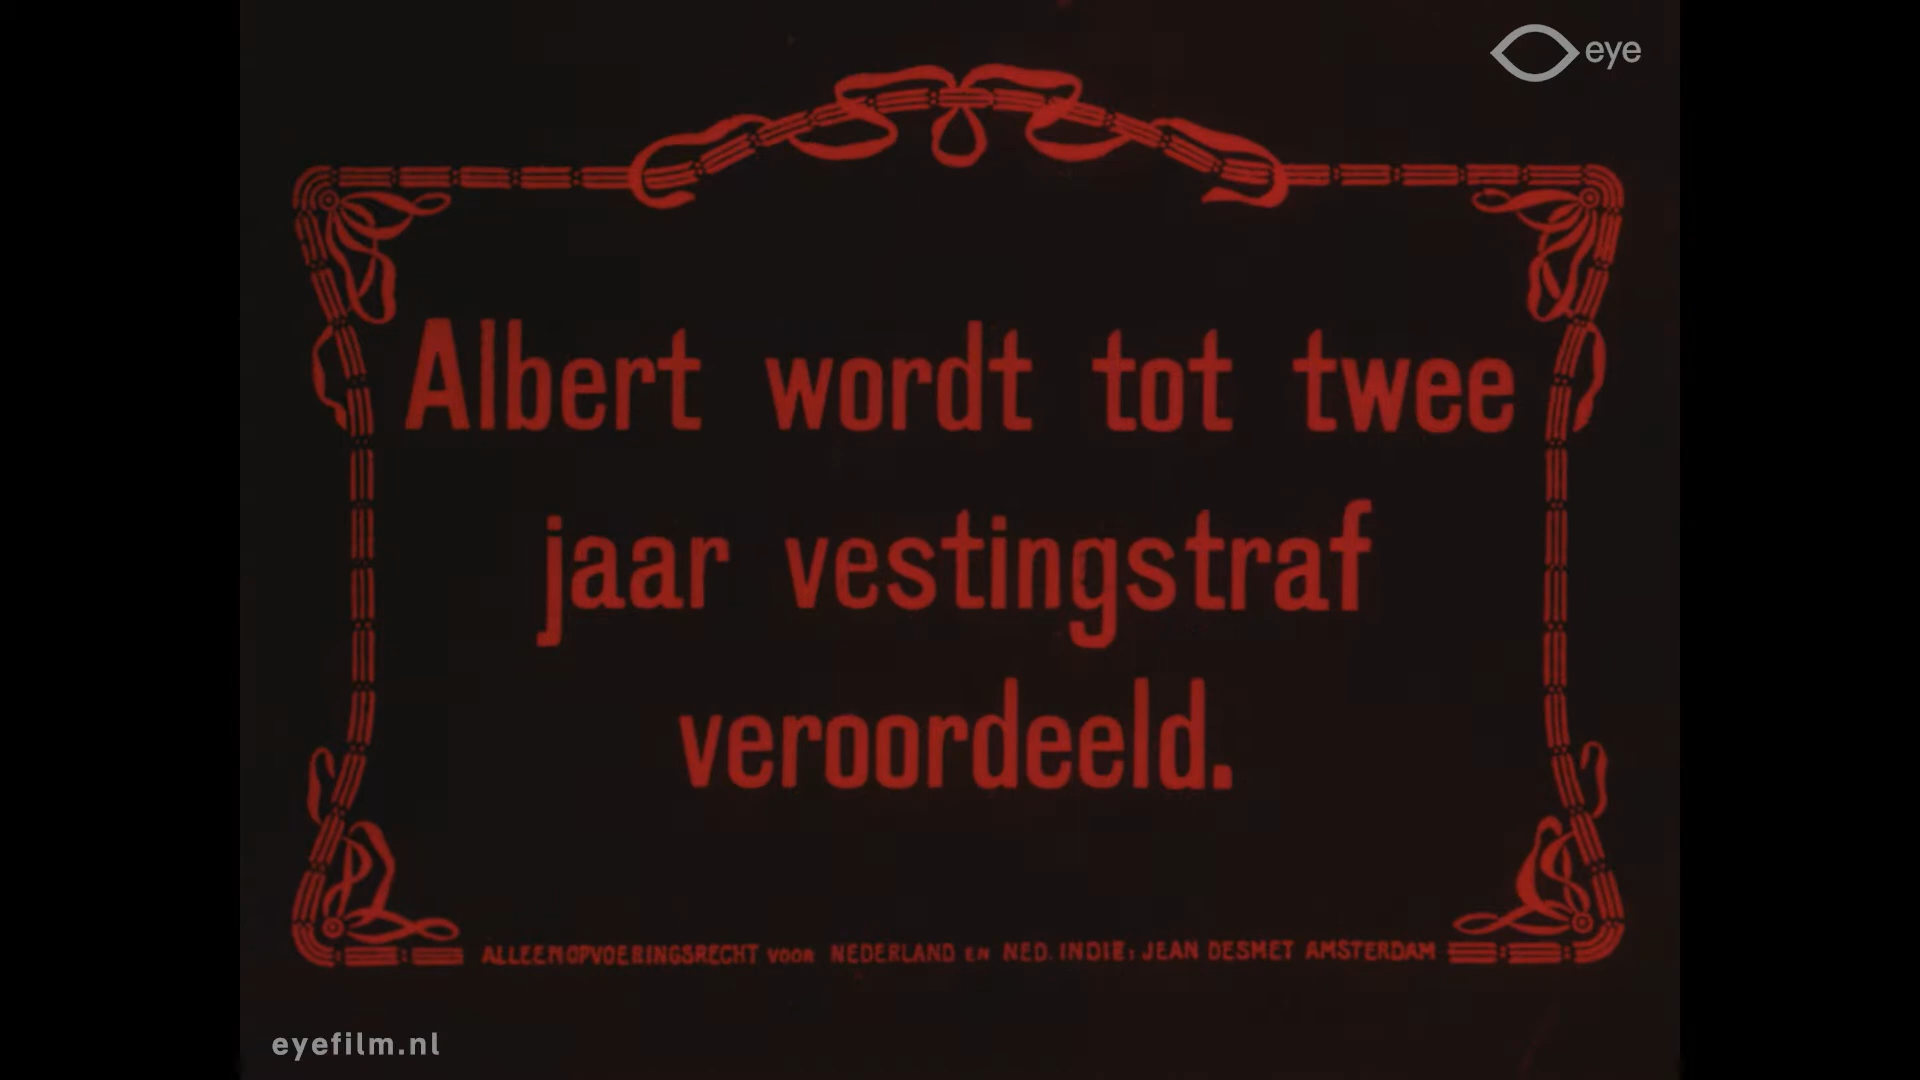 eye
Albert wordt tot twee
jaar vestingstraf
veroordeeld.
ALLEENOPVOERINGSRECHT voor NEDERLAND EN NED. INDIE: JEAN DESMET AMSTERDAM
eyefilm.nl